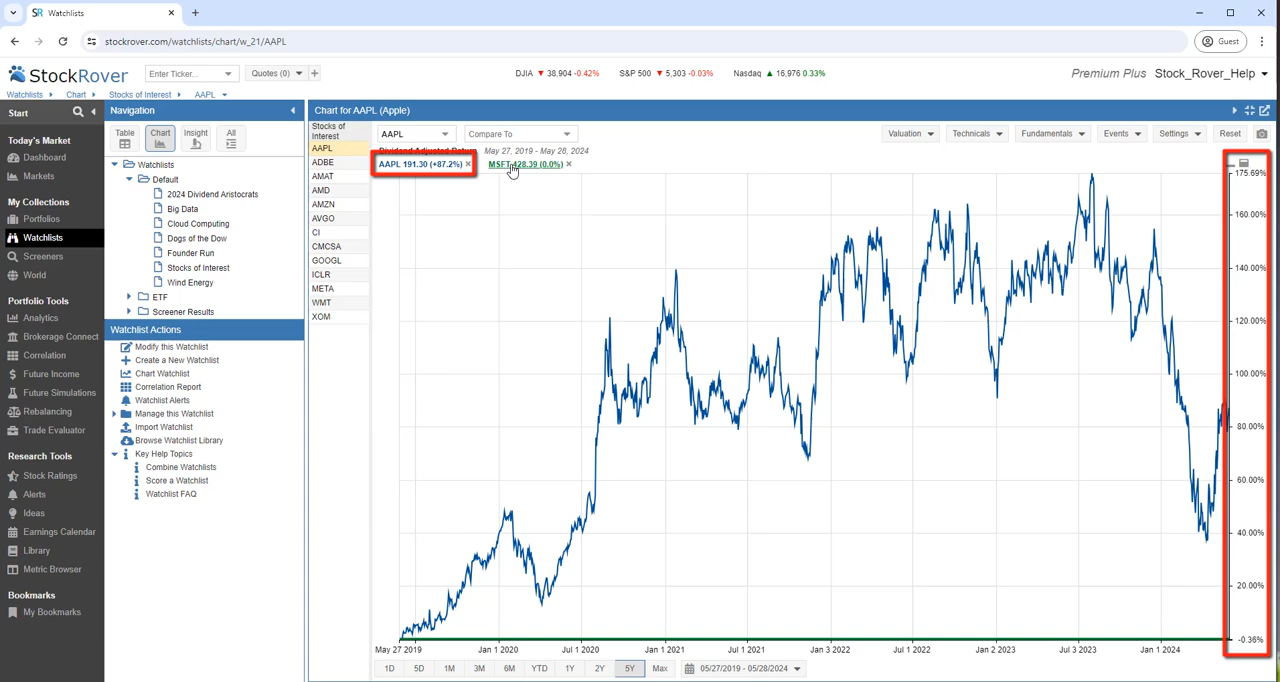 SR Watchlists
stockrover.com/watchlists/chart/w_21/AAPL
Guest
StockRover
Enter Ticker...
Quotes (0)
DJIA ▼ 38,904 -0.42% S&P 500 ▼ 5,303 -0.03% Nasdaq ▲ 16,976 0.33%
Premium Plus Stock_Rover_Help
Watchlists Chart Stocks of Interest AAPL
Start
Today's Market
Dashboard
Markets
My Collections
Portfolios
Watchlists
Screeners
World
Portfolio Tools
Analytics
Brokerage Connect
Correlation
Future Income
Future Simulations
Rebalancing
Trade Evaluator
Research Tools
Stock Ratings
Alerts
Ideas
Earnings Calendar
Library
Metric Browser
Bookmarks
My Bookmarks
Navigation
Table Chart Insight All
Watchlists
Default
2024 Dividend Aristocrats
Big Data
Cloud Computing
Dogs of the Dow
Founder Run
Stocks of Interest
Wind Energy
ETF
Screener Results
Watchlist Actions
Modify this Watchlist
Create a New Watchlist
Chart Watchlist
Correlation Report
Watchlist Alerts
Manage this Watchlist
Import Watchlist
Browse Watchlist Library
Key Help Topics
Combine Watchlists
Score a Watchlist
Watchlist FAQ
Chart for AAPL (Apple)
Stocks of
Interest
AAPL
ADBE
AMAT
AMD
AMZN
AVGO
CI
CMCSA
GOOGL
ICLR
META
WMT
XOM
AAPL Compare To Valuation Technicals Fundamentals Events Settings Reset
Dividend Adjusted Return May 27, 2019 - May 28, 2024
AAPL 191.30 (+87.2%) MSFT 428.39 (0.0%)
175.69%
160.00%
140.00%
120.00%
100.00%
80.00%
60.00%
40.00%
20.00%
-0.36%
May 27 2019 Jan 1 2020 Jul 1 2020 Jan 1 2021 Jul 1 2021 Jan 3 2022 Jul 1 2022 Jan 2 2023 Jul 3 2023 Jan 1 2024
1D 5D 1M 3M 6M YTD 1Y 2Y 5Y Max 05/27/2019 - 05/28/2024